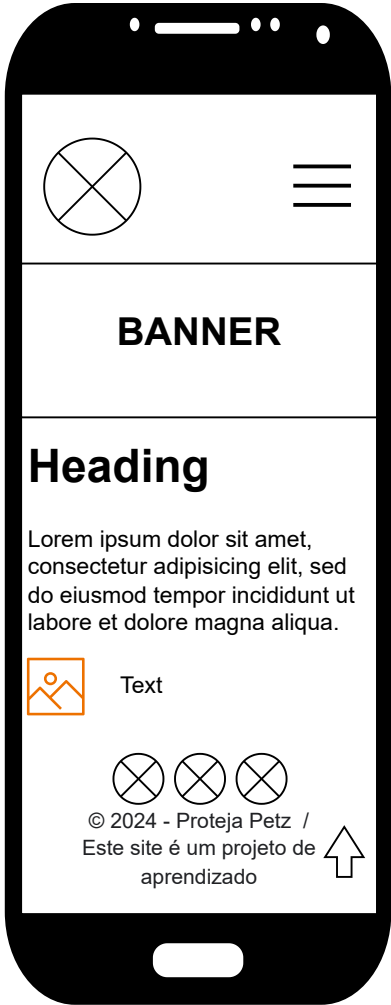 BANNER
Heading
Lorem ipsum dolor sit amet,
consectetur adipisicing elit, sed
do eiusmod tempor incididunt ut
labore et dolore magna aliqua.
Text
© 2024 - Proteja Petz /
Este site é um projeto de
aprendizado